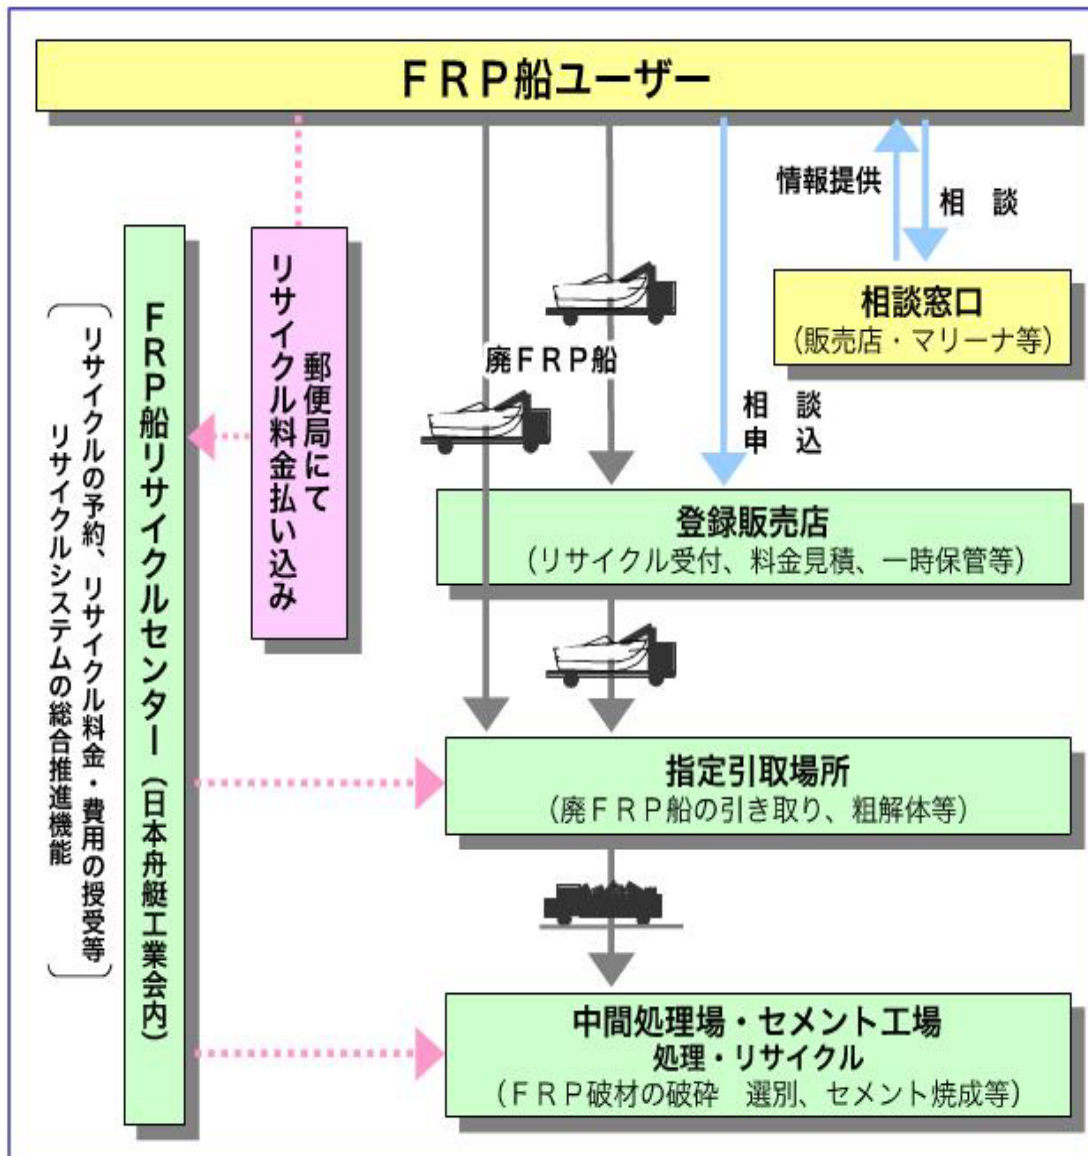 ＦＲＰ船ユーザー
情報提供
相　談
相談窓口
（販売店・マリーナ等）
廃ＦＲＰ船
相　談
申　込
郵便局にて
リサイクル料金払い込み
登録販売店
（リサイクル受付、料金見積、一時保管等）
ＦＲＰ船リサイクルセンター（日本舟艇工業会内）
リサイクルの予約、リサイクル料金・費用の授受等
リサイクルシステムの総合推進機能
指定引取場所
（廃ＦＲＰ船の引き取り、粗解体等）
中間処理場・セメント工場
処理・リサイクル
（ＦＲＰ破材の破砕　選別、セメント焼成等）